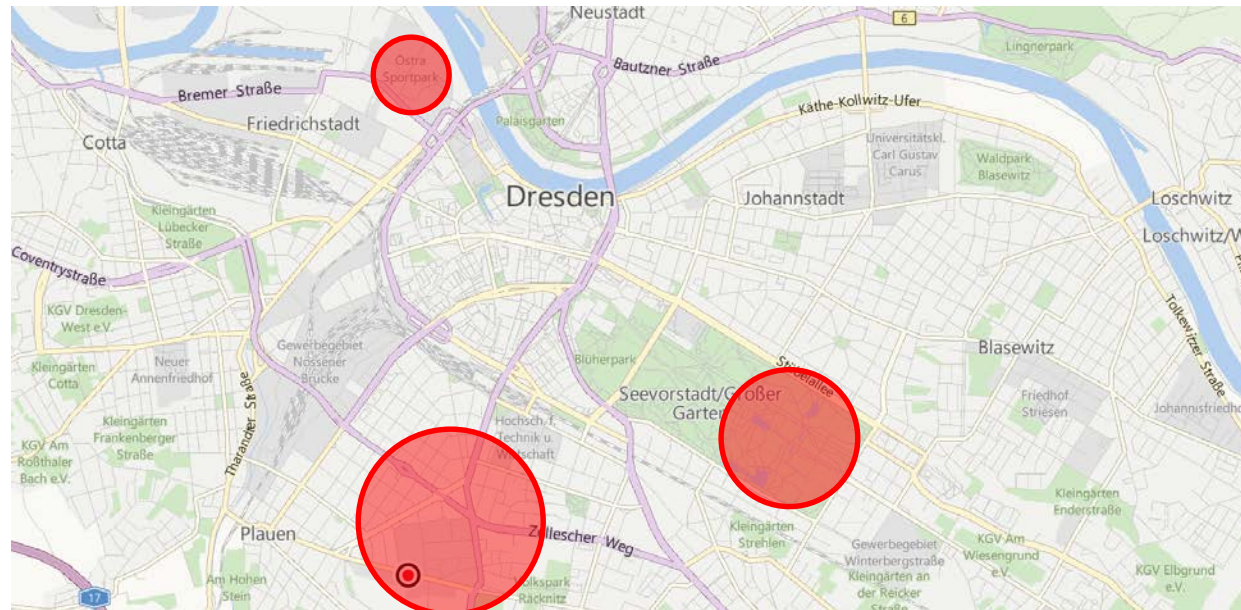 Neustadt
6
Lingnerpark
Ostra
Sportpark
Bautzner Straße
Bremer Straße
Kathe-Kollwitz-Ufer
Palaisgarten
Friedrichstadt
Cotta
Universitätskl.
Carl Gustav
Carus
Waldpark
Blasewitz
Dresden
Johannstadt
Loschwitz
Kleingärten
Lübecker
Straße
Loschwitz/W
Coventrystraße
KGV Dresden-
West e.V.
Tolkewitzer Straße
Gewerbegebiet
Nossener
Brücke
Blüherpark
Blasewitz
Neuer
Annenfriedhof
Kleingärten
Cotta
Stübelallee
Seevorstadt/Großer
Garten
Friedhof
Striesen
Johannisfriedho
Tharandter Straße
Kleingärten
Frankenberger
Straße
Hochsch. f.
Technik u.
Wirtschaft
KGV Am
Roßthaler
Bach e.V.
Kleingärten
Enderstraße
Plauen
Zellescher Weg
Kleingärten
Strehlen
Gewerbegebiet
Winterbergstraße
KGV Am
Wiesengrund
e.V.
KGV Elbgrund
e.V.
Am Hohen
Stein
17
Volkspark
Räcknitz
Kleingärten an
der Reicker
Straße